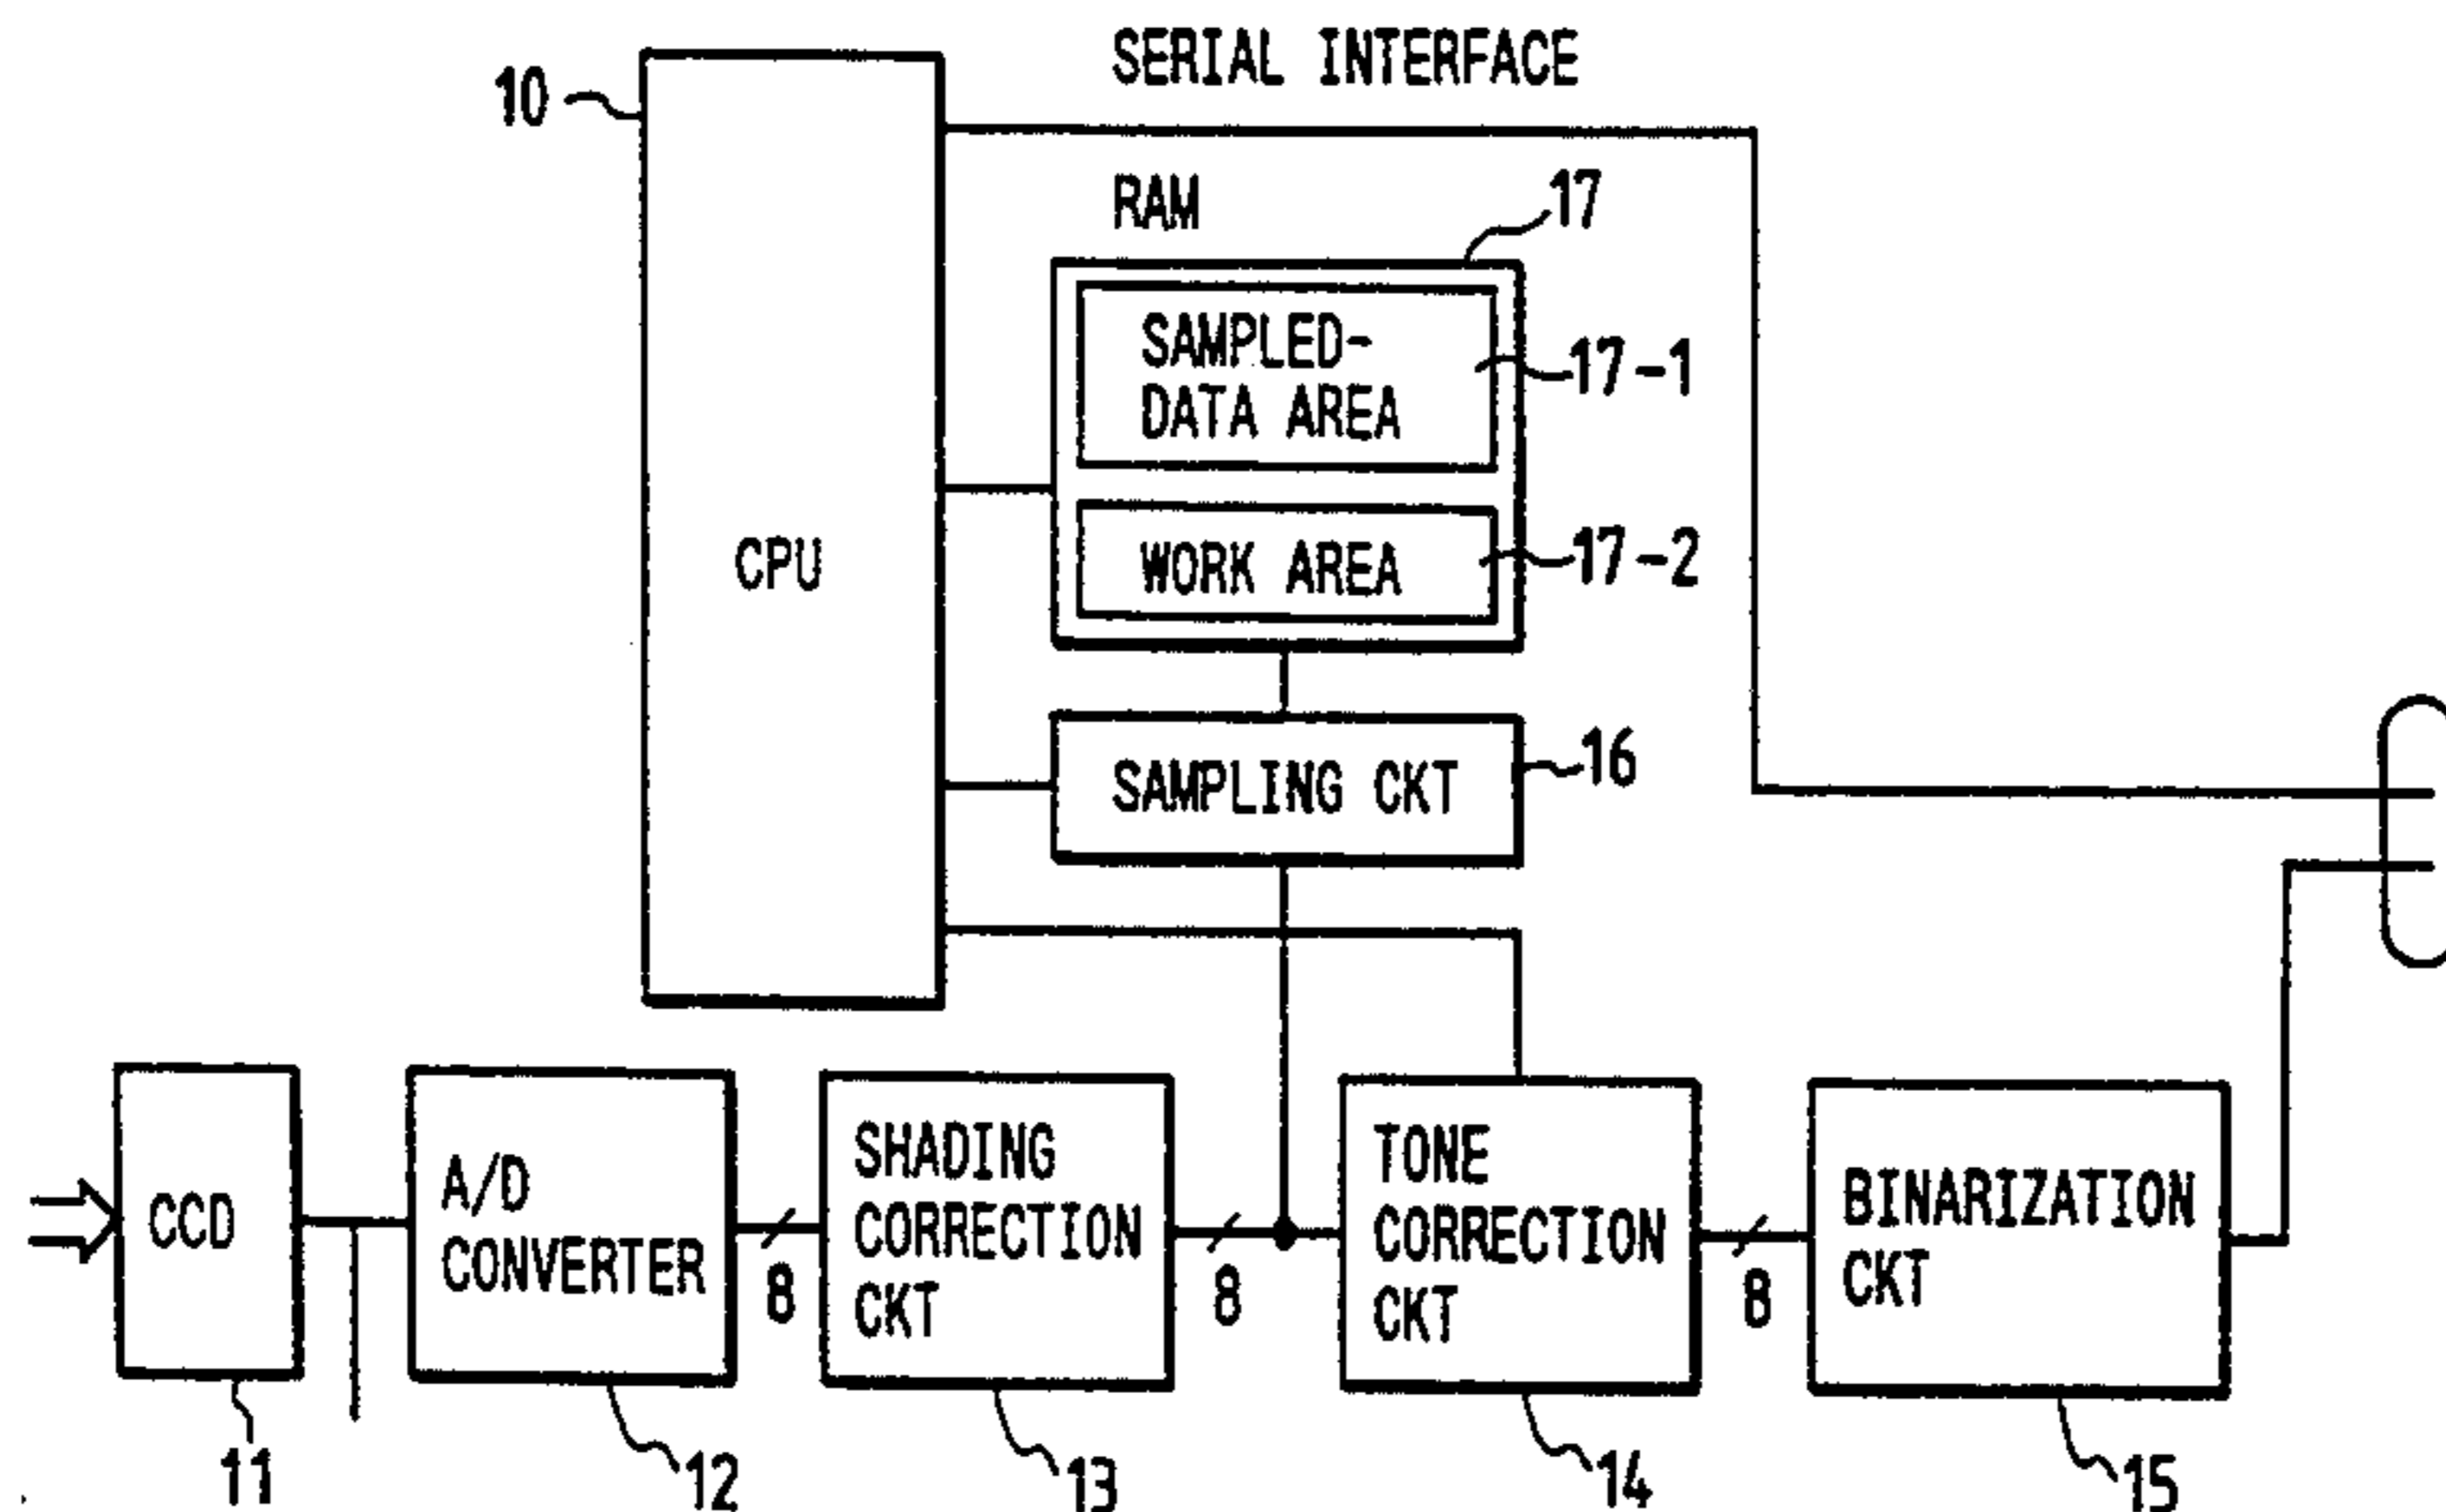 SERIAL INTERFACE
10
RAM
17
SAMPLED-
DATA AREA
17-1
CPU
WORK AREA
17-2
SAMPLING CKT
16
CCD
A/D
CONVERTER
8
SHADING
CORRECTION
CKT
8
TONE
CORRECTION
CKT
8
BINARIZATION
CKT
11
12
13
14
15